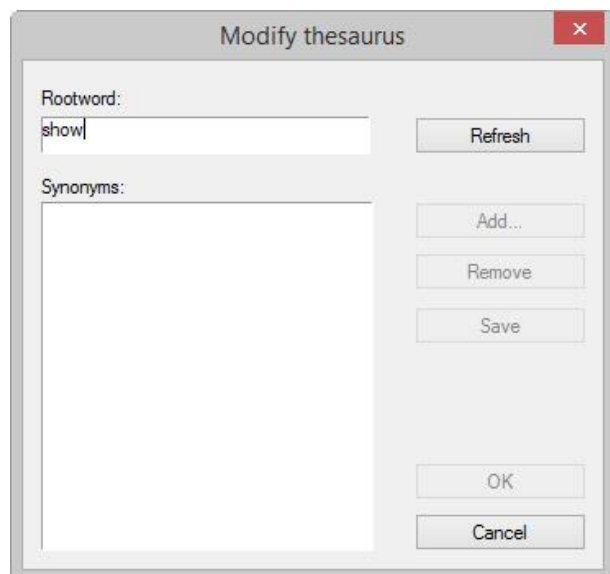 Modify thesaurus
Rootword:
show
Refresh
Synonyms:
Add...
Remove
Save
OK
Cancel